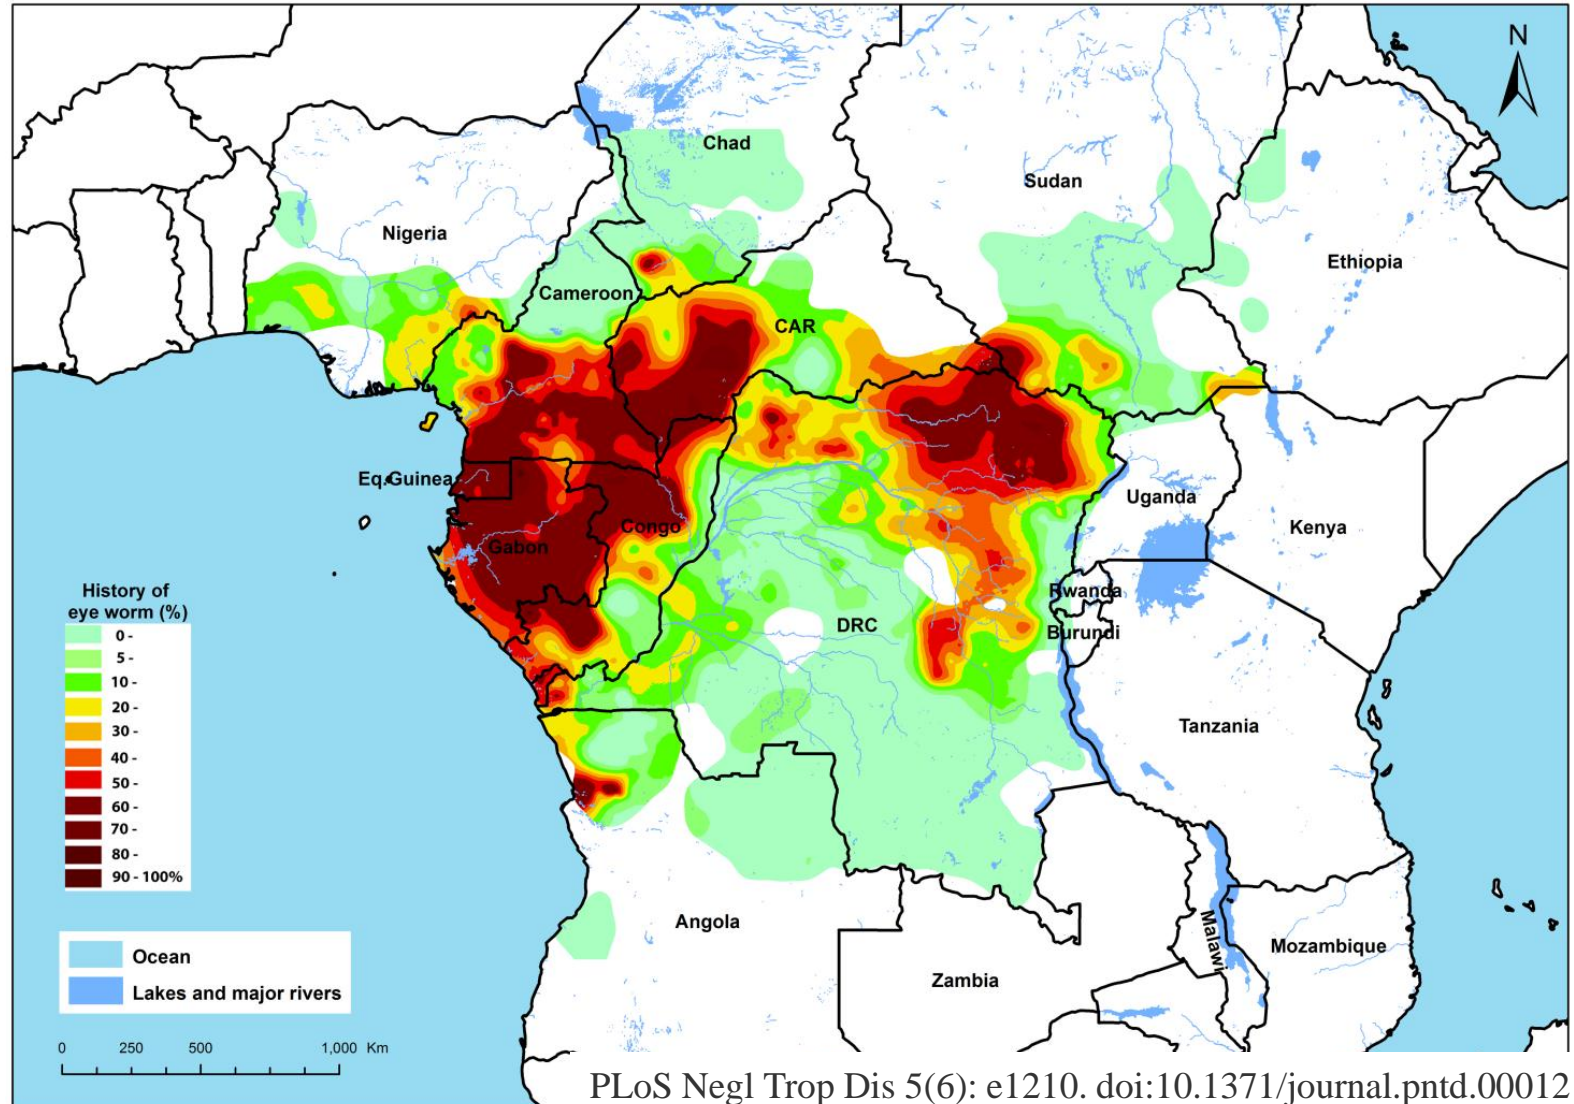 N
Chad
Sudan
Nigeria
Ethiopia
Cameroon
CAR
Eq.Guinea
Uganda
Congo
Kenya
Gabon
Rwanda
DRC
Burundi
Tanzania
Angola
Malawi
Mozambique
Zambia
History of
eye worm (%)
0 -
5 -
10 -
20 -
30 -
40 -
50 -
60 -
70 -
80 -
90 - 100%
Ocean
Lakes and major rivers
0 250 500 1,000 Km
PLoS Negl Trop Dis 5(6): e1210. doi:10.1371/journal.pntd.00012